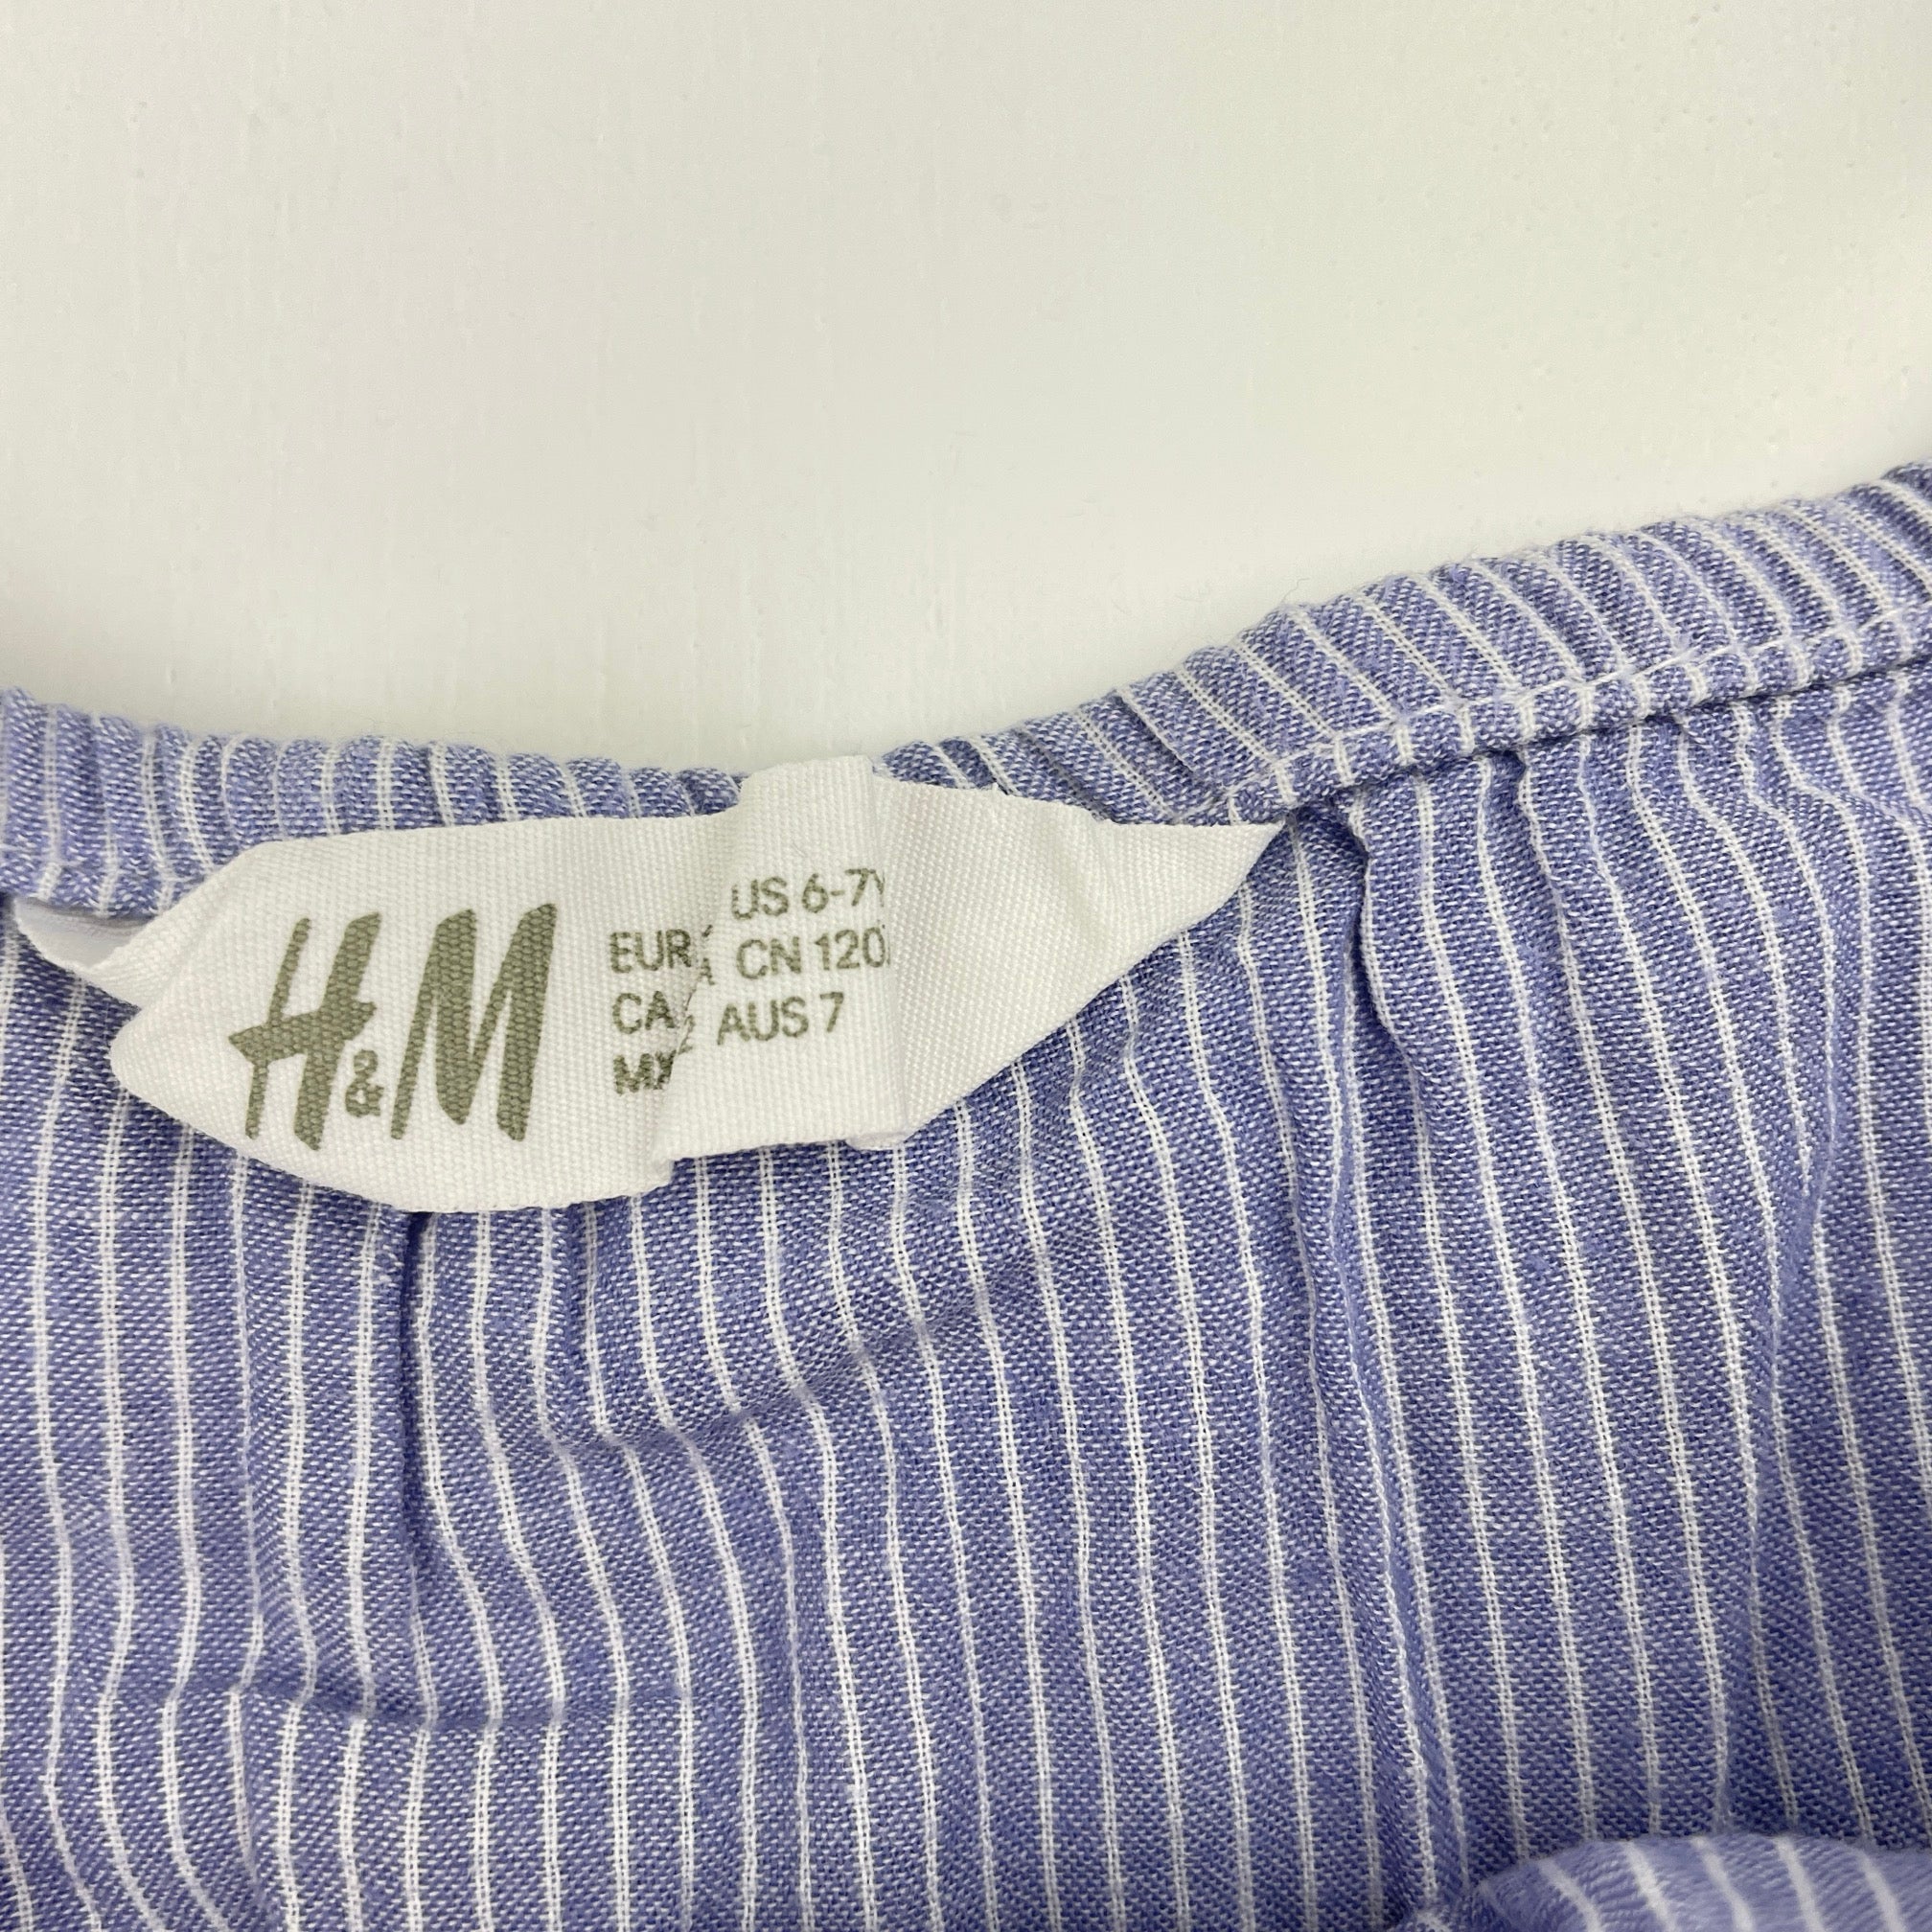 H&M
US 6-7Y
EUR CN 120
CA AUS 7
MX